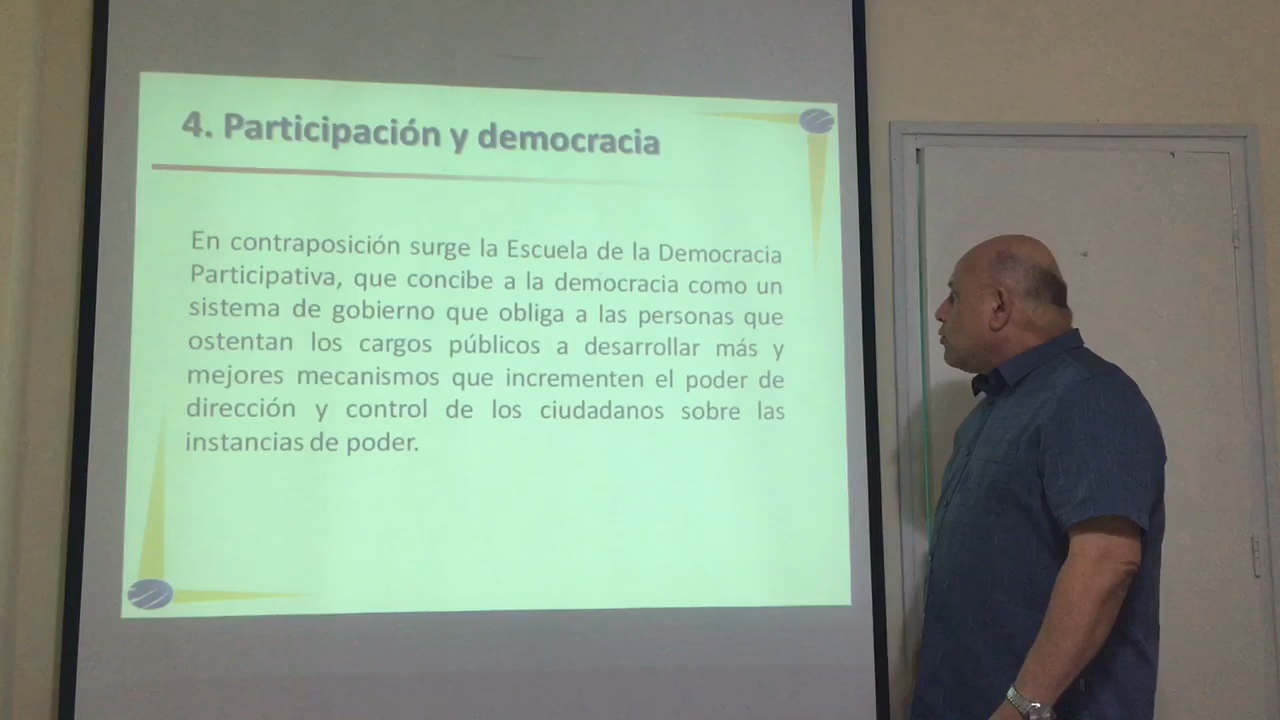 4. Participación y democracia
En contraposición surge la Escuela de la Democracia
Participativa, que concibe a la democracia como un
sistema de gobierno que obliga a las personas que
ostentan los cargos públicos a desarrollar más y
mejores mecanismos que incrementen el poder de
dirección y control de los ciudadanos sobre las
instancias de poder.